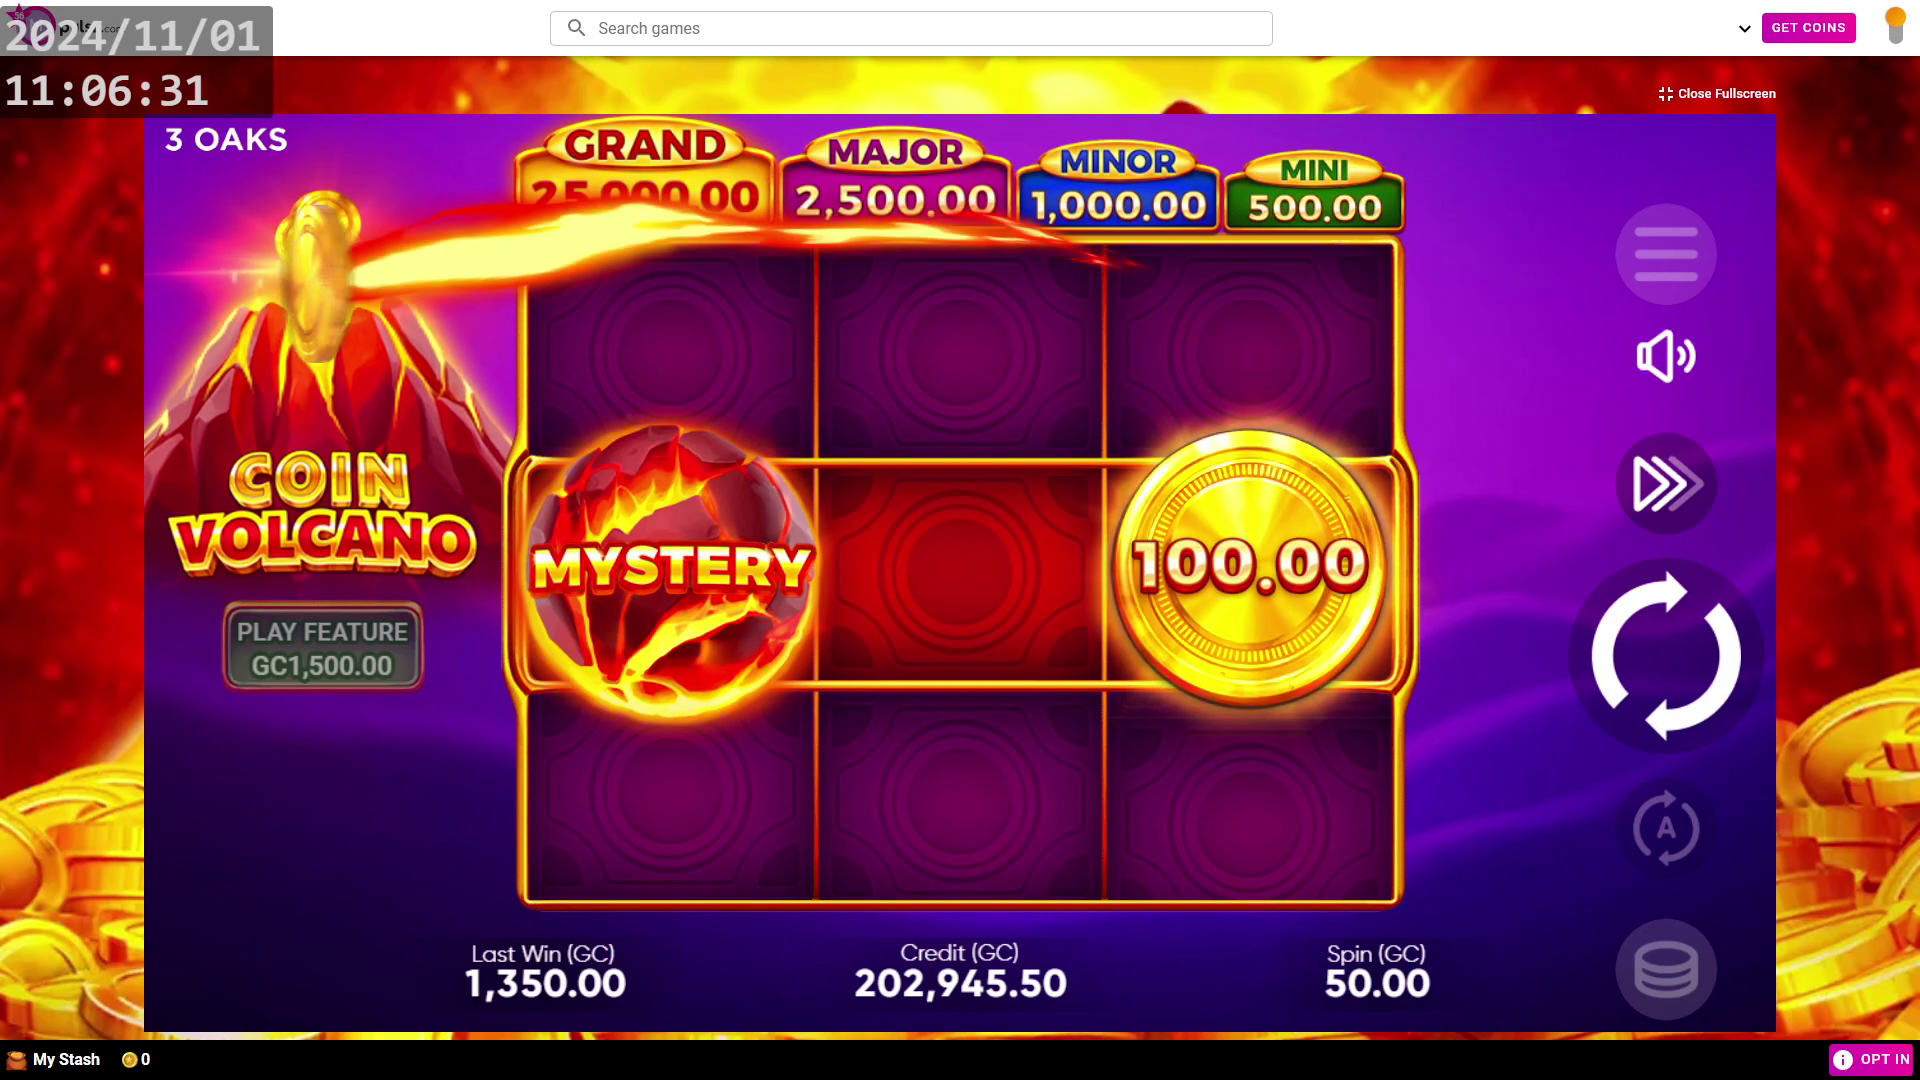 2024/11/01
11:06:31
Search games
GET COINS
Close Fullscreen
3 OAKS
GRAND
25,000.00
MAJOR
2,500.00
MINOR
1,000.00
MINI
500.00
COIN
VOLCANO
PLAY FEATURE
GC1,500.00
MYSTERY
100.00
A
Last Win (GC)
1,350.00
Credit (GC)
202,945.50
Spin (GC)
50.00
My Stash
0
OPT IN